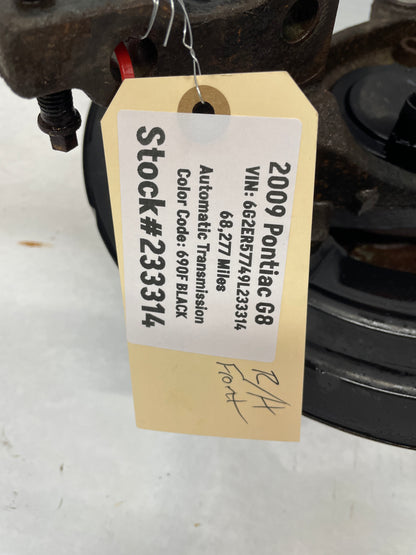 2009 Pontiac G8
VIN: 6G2ER57749L233314
68,277 Miles
Automatic Transmission
Color Code: 690F BLACK
Stock#233314
R/H
Front